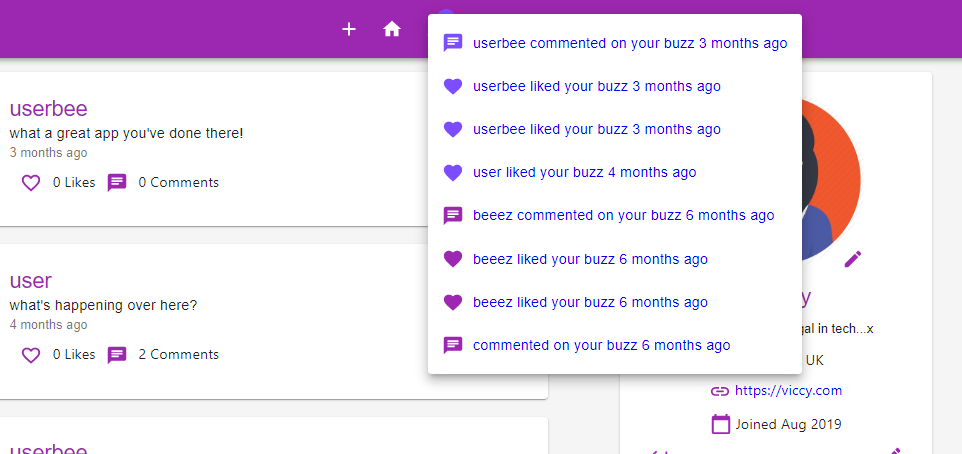 userbee commented on your buzz 3 months ago
userbee liked your buzz 3 months ago
userbee liked your buzz 3 months ago
user liked your buzz 4 months ago
beeez commented on your buzz 6 months ago
beeez liked your buzz 6 months ago
beeez liked your buzz 6 months ago
commented on your buzz 6 months ago
userbee
what a great app you've done there!
3 months ago
0 Likes 0 Comments
user
what's happening over here?
4 months ago
0 Likes 2 Comments
userbee
y
gal in tech...x
UK
https://viccy.com
Joined Aug 2019